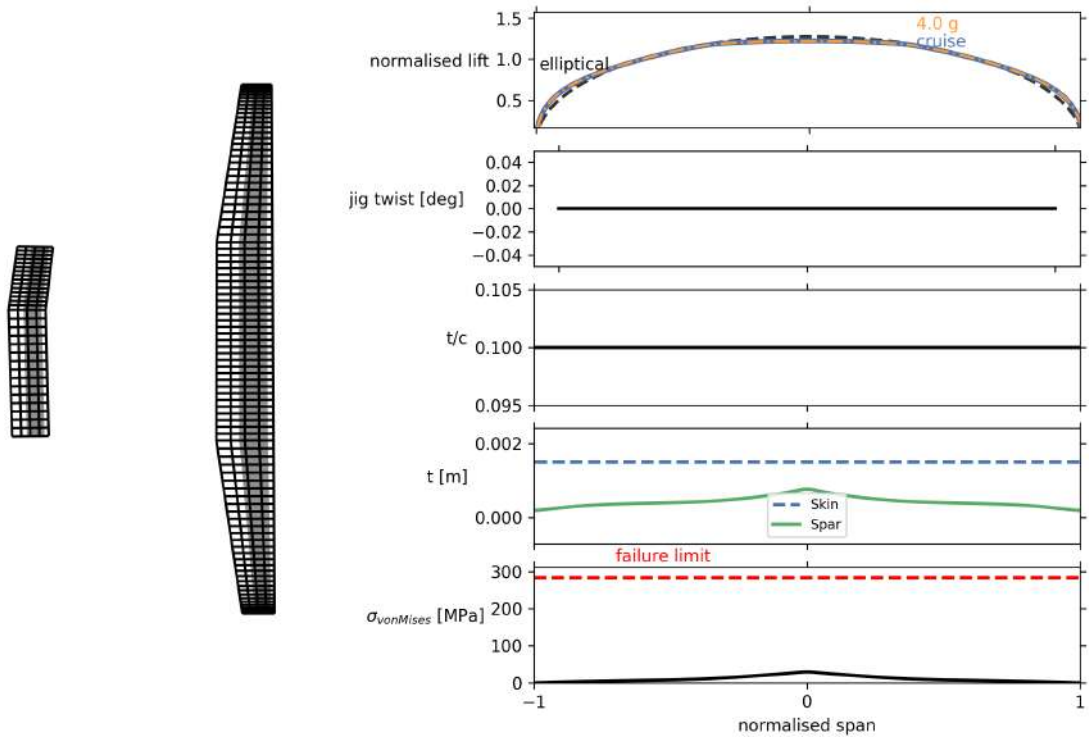 1.5
normalised lift
1.0
0.5
elliptical
4.0 g
cruise
0.04
0.02
jig twist [deg]
0.00
−0.02
−0.04
0.105
t/c
0.100
0.095
0.002
t [m]
0.000
Skin
Spar
failure limit
300
200
σvonMises [MPa]
100
0
−1
0
1
normalised span